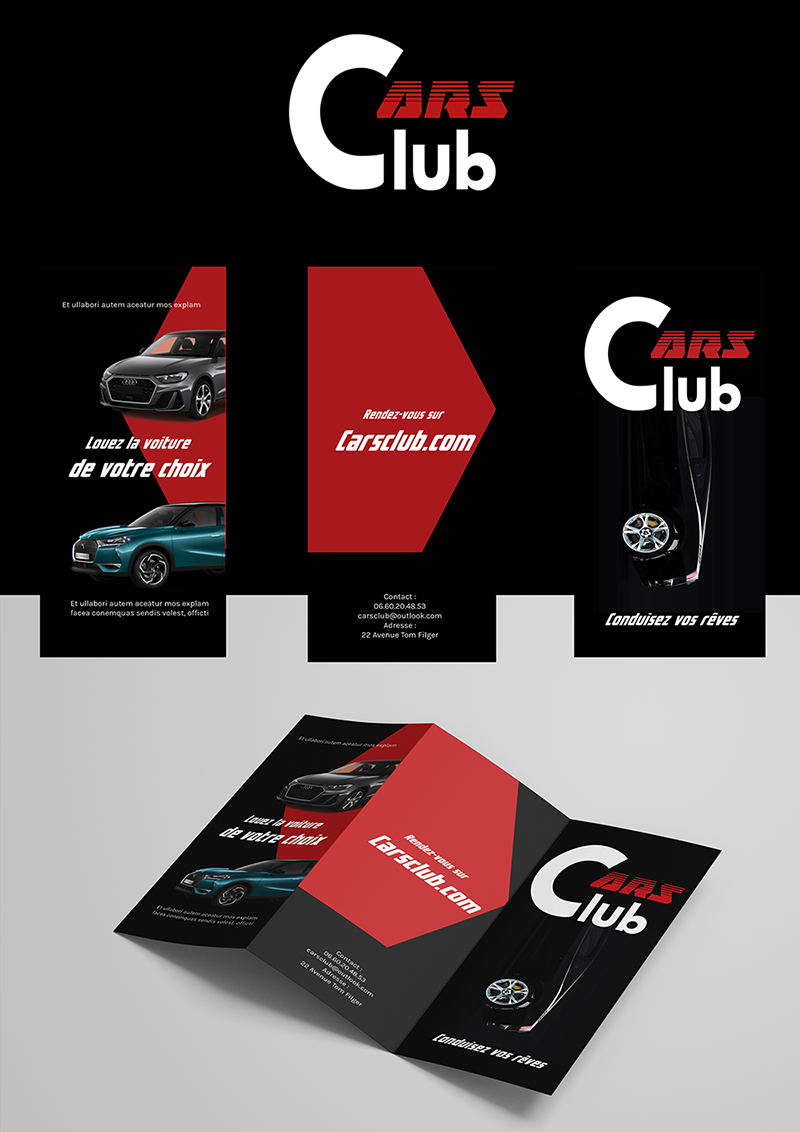 Cars
Club
Et ullabori autem aceatur mos explam
Louez la voiture
de votre choix
Et ullabori autem aceatur mos explam
facea conemquas sendis volest, officti
Rendez-vous sur
Carsclub.com
Contact :
06.60.20.48.53
carsclub@outlook.com
Adresse :
22 Avenue Tom Filger
Cars
Club
Conduisez vos rêves
Et ullabori autem aceatur mos explam
Louez la voiture
de votre choix
Et ullabori autem aceatur mos explam
facea conemquas sendis volest, officti
Rendez-vous sur
Carsclub.com
Contact :
06.60.20.48.53
carsclub@outlook.com
Adresse :
22 Avenue Tom Filger
Cars
Club
Conduisez vos rêves